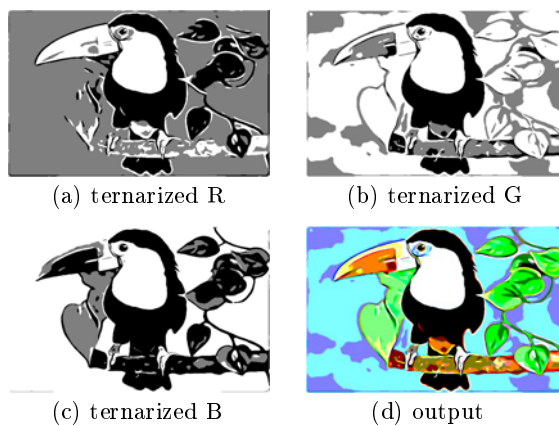 (a) ternarized R
(b) ternarized G
(c) ternarized B
(d) output